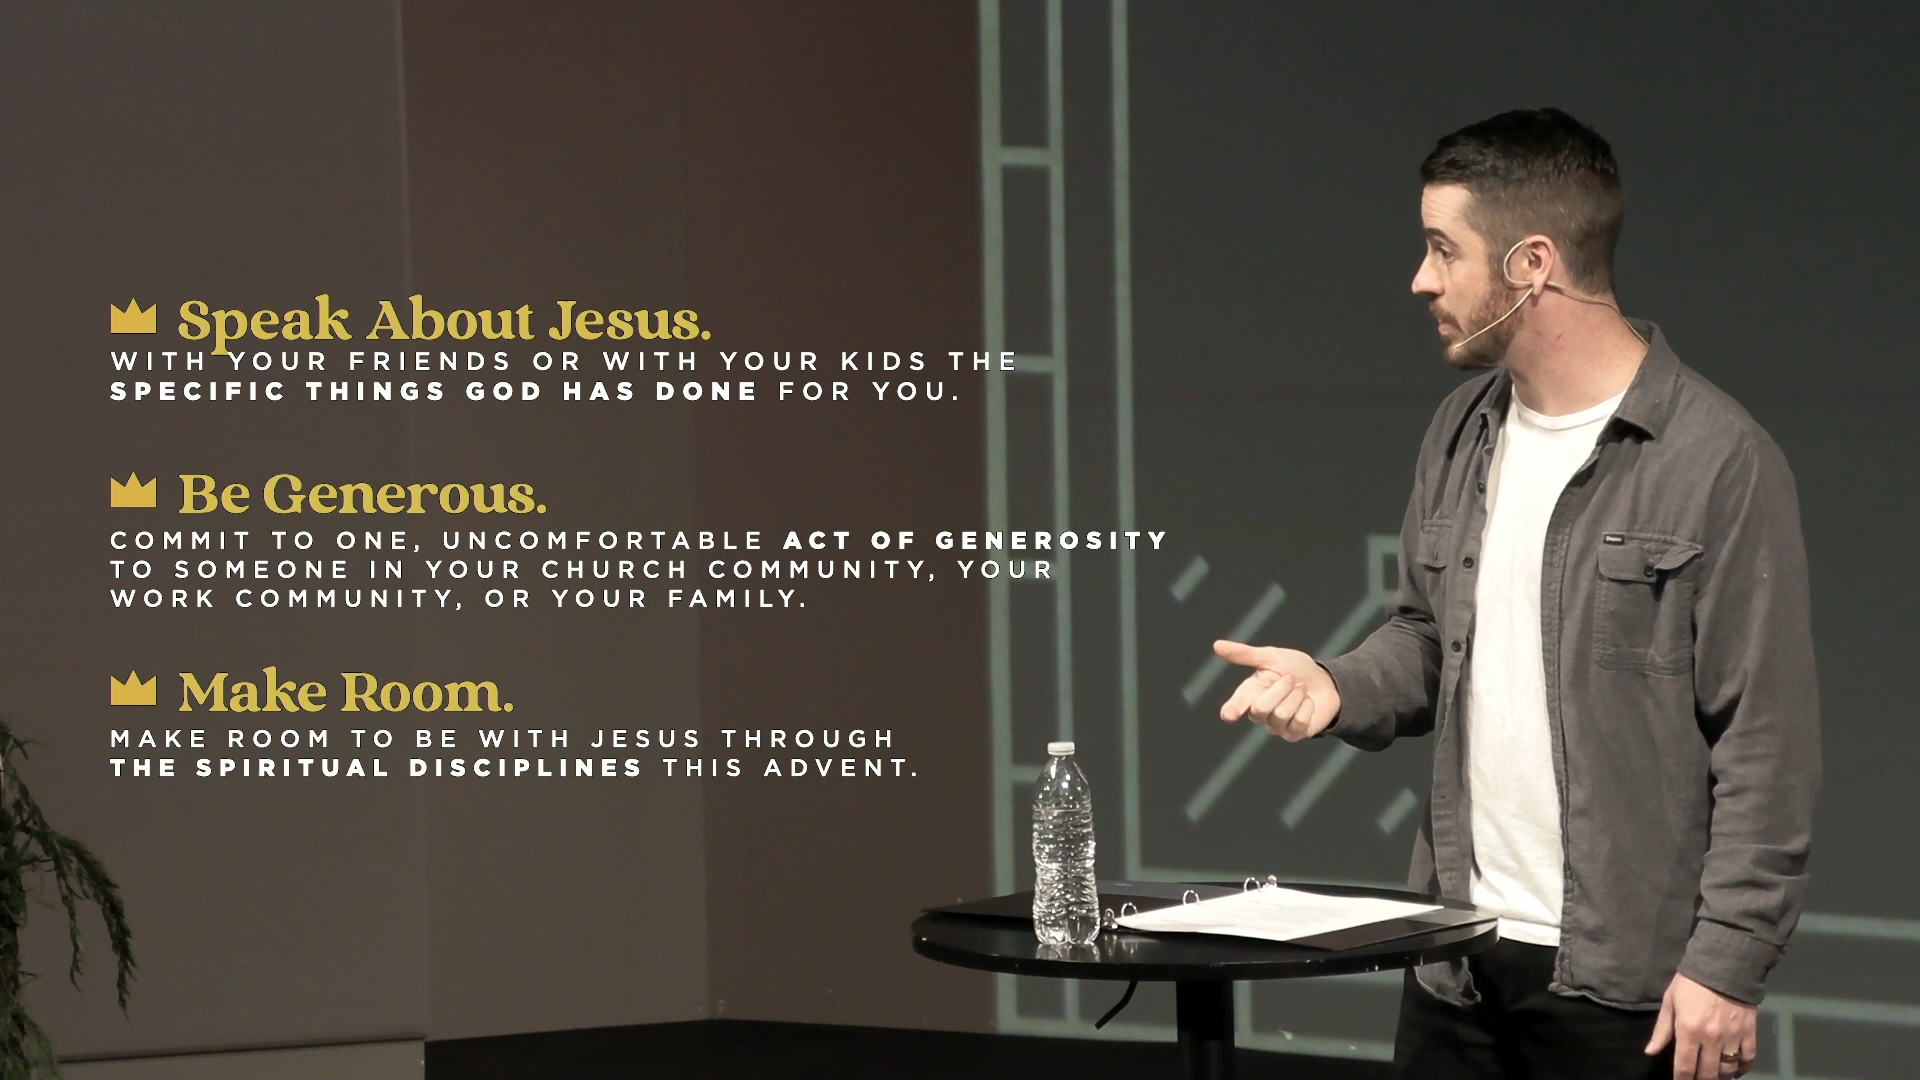 Speak About Jesus.
WITH YOUR FRIENDS OR WITH YOUR KIDS THE
SPECIFIC THINGS GOD HAS DONE FOR YOU.
Be Generous.
COMMIT TO ONE, UNCOMFORTABLE ACT OF GENEROSITY
TO SOMEONE IN YOUR CHURCH COMMUNITY, YOUR
WORK COMMUNITY, OR YOUR FAMILY.
Make Room.
MAKE ROOM TO BE WITH JESUS THROUGH
THE SPIRITUAL DISCIPLINES THIS ADVENT.